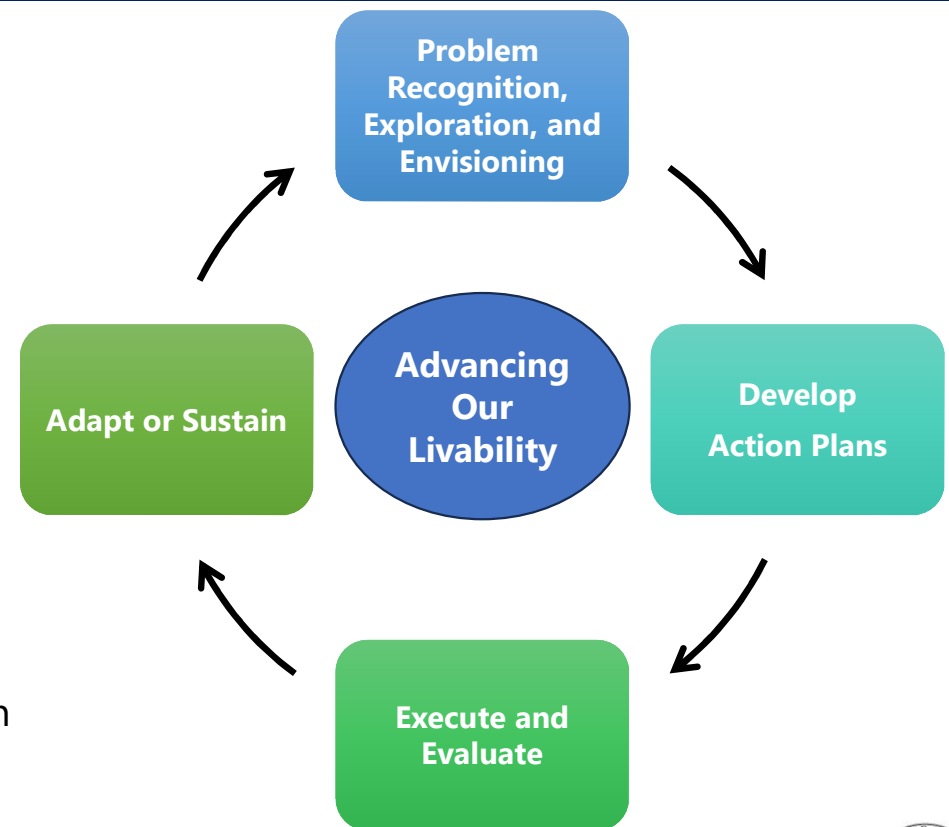 Problem
Recognition,
Exploration, and
Envisioning
Advancing
Our
Livability
Develop
Action Plans
Adapt or Sustain
Execute and
Evaluate